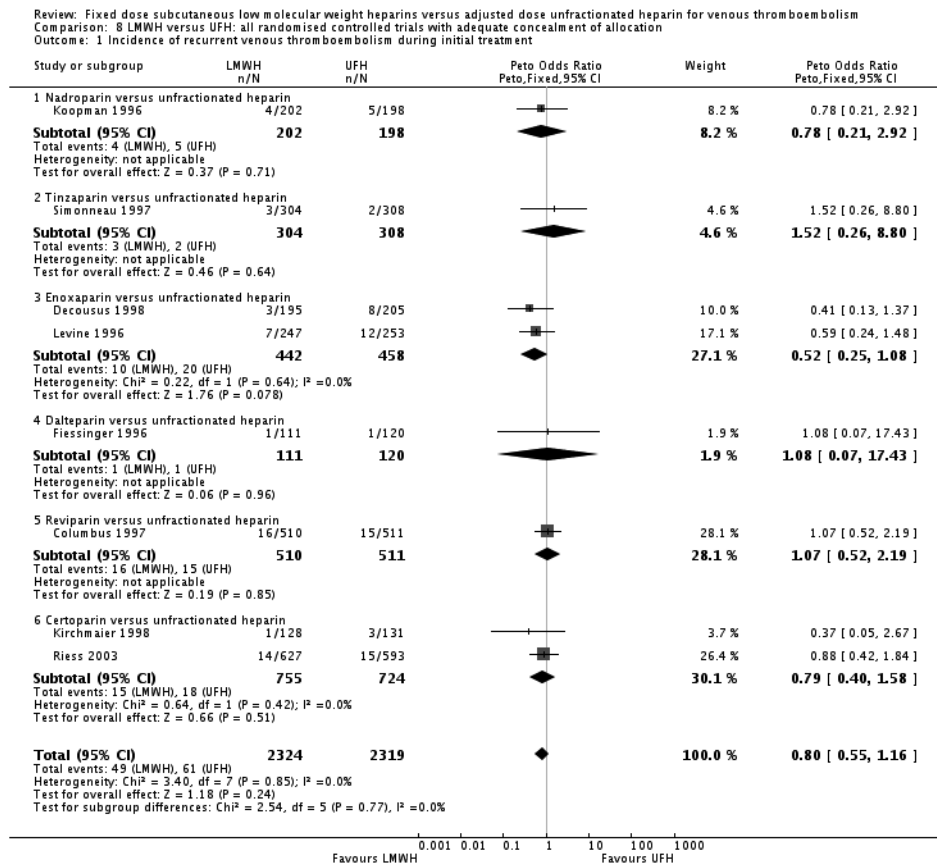 Review: Fixed dose subcutaneous low molecular weight heparins versus adjusted dose unfractionated heparin for venous thromboembolism
Comparison: 8 LMWH versus UFH: all randomised controlled trials with adequate concealment of allocation
Outcome: 1 Incidence of recurrent venous thromboembolism during initial treatment
Study or subgroup LMWH UFH Peto Odds Ratio Weight Peto Odds Ratio
n/N n/N Peto,Fixed,95% CI Peto,Fixed,95% CI
1 Nadroparin versus unfractionated heparin
Koopman 1996 4/202 5/198 8.2 % 0.78 [ 0.21, 2.92 ]
Subtotal (95% CI) 202 198 8.2 % 0.78 [ 0.21, 2.92 ]
Total events: 4 (LMWH), 5 (UFH)
Heterogeneity: not applicable
Test for overall effect: Z = 0.37 (P = 0.71)
2 Tinzaparin versus unfractionated heparin
Simonneau 1997 3/304 2/308 4.6 % 1.52 [ 0.26, 8.80 ]
Subtotal (95% CI) 304 308 4.6 % 1.52 [ 0.26, 8.80 ]
Total events: 3 (LMWH), 2 (UFH)
Heterogeneity: not applicable
Test for overall effect: Z = 0.46 (P = 0.64)
3 Enoxaparin versus unfractionated heparin
Decousus 1998 3/195 8/205 10.0 % 0.41 [ 0.13, 1.37 ]
Levine 1996 7/247 12/253 17.1 % 0.59 [ 0.24, 1.48 ]
Subtotal (95% CI) 442 458 27.1 % 0.52 [ 0.25, 1.08 ]
Total events: 10 (LMWH), 20 (UFH)
Heterogeneity: Chi² = 0.22, df = 1 (P = 0.64); I² =0.0%
Test for overall effect: Z = 1.76 (P = 0.078)
4 Dalteparin versus unfractionated heparin
Fiessinger 1996 1/111 1/120 1.9 % 1.08 [ 0.07, 17.43 ]
Subtotal (95% CI) 111 120 1.9 % 1.08 [ 0.07, 17.43 ]
Total events: 1 (LMWH), 1 (UFH)
Heterogeneity: not applicable
Test for overall effect: Z = 0.06 (P = 0.96)
5 Reviparin versus unfractionated heparin
Columbus 1997 16/510 15/511 28.1 % 1.07 [ 0.52, 2.19 ]
Subtotal (95% CI) 510 511 28.1 % 1.07 [ 0.52, 2.19 ]
Total events: 16 (LMWH), 15 (UFH)
Heterogeneity: not applicable
Test for overall effect: Z = 0.19 (P = 0.85)
6 Certoparin versus unfractionated heparin
Kirchmaier 1998 1/128 3/131 3.7 % 0.37 [ 0.05, 2.67 ]
Riess 2003 14/627 15/593 26.4 % 0.88 [ 0.42, 1.84 ]
Subtotal (95% CI) 755 724 30.1 % 0.79 [ 0.40, 1.58 ]
Total events: 15 (LMWH), 18 (UFH)
Heterogeneity: Chi² = 0.64, df = 1 (P = 0.42); I² =0.0%
Test for overall effect: Z = 0.66 (P = 0.51)
Total (95% CI) 2324 2319 100.0 % 0.80 [ 0.55, 1.16 ]
Total events: 49 (LMWH), 61 (UFH)
Heterogeneity: Chi² = 3.40, df = 7 (P = 0.85); I² =0.0%
Test for overall effect: Z = 1.18 (P = 0.24)
Test for subgroup differences: Chi² = 2.54, df = 5 (P = 0.77), I² =0.0%
0.001 0.01 0.1 1 10 100 1000
Favours LMWH Favours UFH